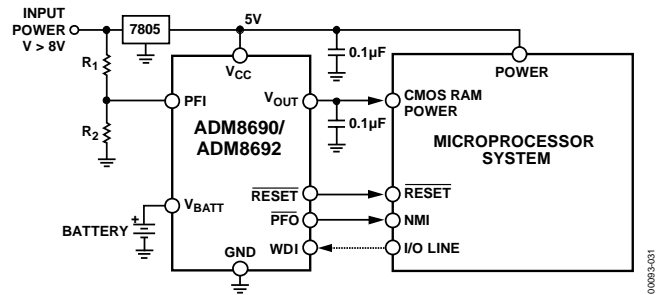 INPUT
POWER
V > 8V
7805
5V
R1
R2
0.1µF
VCC
POWER
PFI
VOUT
0.1µF
CMOS RAM
POWER
ADM8690/
ADM8692
MICROPROCESSOR
SYSTEM
RESET
RESET
VBATT
PFO
NMI
BATTERY
+
WDI
I/O LINE
GND
00093-031